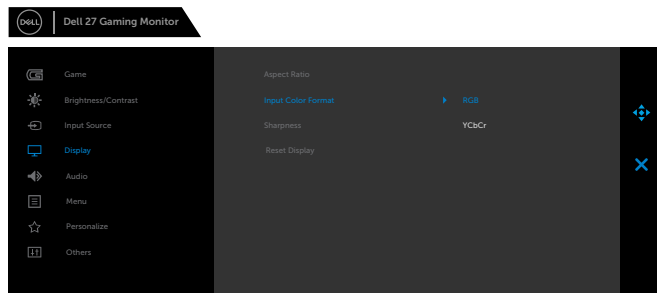 DELL
Dell 27 Gaming Monitor
Game
Aspect Ratio
Brightness/Contrast
Input Color Format
RGB
Input Source
Sharpness
YCbCr
Display
Reset Display
Audio
Menu
Personalize
Others